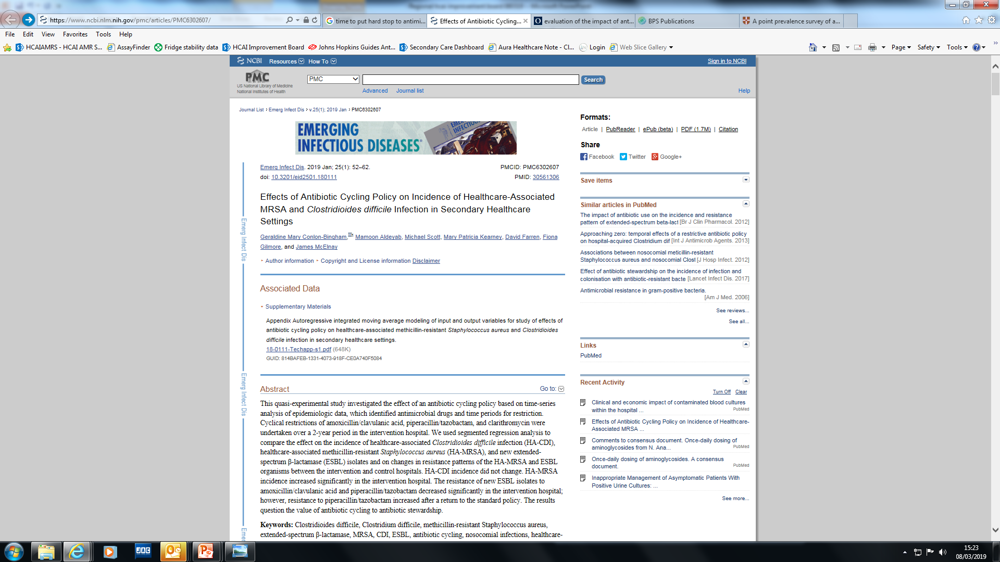 https://www.ncbi.nlm.nih.gov/pmc/articles/PMC6302607/
time to put hard stop to antimi...
Effects of Antibiotic Cycling...
evaluation of the impact of ant...
BPS Publications
A point prevalence survey of a...
File Edit View Favorites Tools Help
HCAIAMRS - HCAI AMR S...
AssayFinder
Fridge stability data
HCAI Improvement Board
Johns Hopkins Guides Ant...
Secondary Care Dashboard
Aura Healthcare Note - Cl...
Login
Web Slice Gallery
Page
Safety
Tools
NCBI Resources How To
Sign in to NCBI
PMC
US National Library of Medicine
National Institutes of Health
PMC
Search
Advanced Journal list
Help
Journal List › Emerg Infect Dis › v.25(1); 2019 Jan › PMC6302607
EMERGING
INFECTIOUS DISEASES®
EMERGING
INFECTIOUS
Emerg Infect Dis. 2019 Jan; 25(1): 52–62.
PMCID: PMC6302607
doi: 10.3201/eid2501.180111
PMID: 30561306
Effects of Antibiotic Cycling Policy on Incidence of Healthcare-Associated
MRSA and Clostridioides difficile Infection in Secondary Healthcare
Settings
Geraldine Mary Conlon-Bingham,1 Mamoon Aldeyab, Michael Scott, Mary Patricia Kearney, David Farren, Fiona
Gilmore, and James McElnay
Author information Copyright and License information Disclaimer
Associated Data
Supplementary Materials
Appendix Autoregressive integrated moving average modeling of input and output variables for study of effects of
antibiotic cycling policy on healthcare-associated methicillin-resistant Staphylococcus aureus and Clostridioides
difficile infection in secondary healthcare settings.
18-0111-Techapp-s1.pdf (648K)
GUID: 814BAFEB-1331-4073-918F-CE0A740F5084
Abstract
Go to:
This quasi-experimental study investigated the effect of an antibiotic cycling policy based on time-series
analysis of epidemiologic data, which identified antimicrobial drugs and time periods for restriction.
Cyclical restrictions of amoxicillin/clavulanic acid, piperacillin/tazobactam, and clarithromycin were
undertaken over a 2-year period in the intervention hospital. We used segmented regression analysis to
compare the effect on the incidence of healthcare-associated Clostridioides difficile infection (HA-CDI),
healthcare-associated methicillin-resistant Staphylococcus aureus (HA-MRSA), and new extended-
spectrum β-lactamase (ESBL) isolates and on changes in resistance patterns of the HA-MRSA and ESBL
organisms between the intervention and control hospitals. HA-CDI incidence did not change. HA-MRSA
incidence increased significantly in the intervention hospital. The resistance of new ESBL isolates to
amoxicillin/clavulanic acid and piperacillin/tazobactam decreased significantly in the intervention hospital;
however, resistance to piperacillin/tazobactam increased after a return to the standard policy. The results
question the value of antibiotic cycling to antibiotic stewardship.
Keywords: Clostridioides difficile, Clostridium difficile, methicillin-resistant Staphylococcus aureus,
extended-spectrum β-lactamase, MRSA, CDI, ESBL, antibiotic cycling, nosocomial infections, healthcare-
Emerg Infect Dis
Emerg Infect Dis
Formats:
Article | PubReader | ePub (beta) | PDF (1.7M) | Citation
Share
Facebook Twitter Google+
Save items
Similar articles in PubMed
The impact of antibiotic use on the incidence and resistance
pattern of extended-spectrum beta-lact [Br J Clin Pharmacol. 2012]
Approaching zero: temporal effects of a restrictive antibiotic policy
on hospital-acquired Clostridium dif [Int J Antimicrob Agents. 2013]
Associations between nosocomial meticillin-resistant
Staphylococcus aureus and nosocomial Clost [J Hosp Infect. 2012]
Effect of antibiotic stewardship on the incidence of infection and
colonisation with antibiotic-resistant bacte [Lancet Infect Dis. 2017]
Antimicrobial resistance in gram-positive bacteria.
[Am J Med. 2006]
See reviews...
See all...
Links
PubMed
Recent Activity
Turn Off Clear
Clinical and economic impact of contaminated blood cultures
within the hospital ... PubMed
Effects of Antibiotic Cycling Policy on Incidence of Healthcare-
Associated MRSA ...
Comments to consensus document. Once-daily dosing of
aminoglycosides from N. Ana... PubMed
Once-daily dosing of aminoglycosides. A consensus
document. PubMed
Inappropriate Management of Asymptomatic Patients With
Positive Urine Cultures: ...
See more...
JAC
15:23
08/03/2019